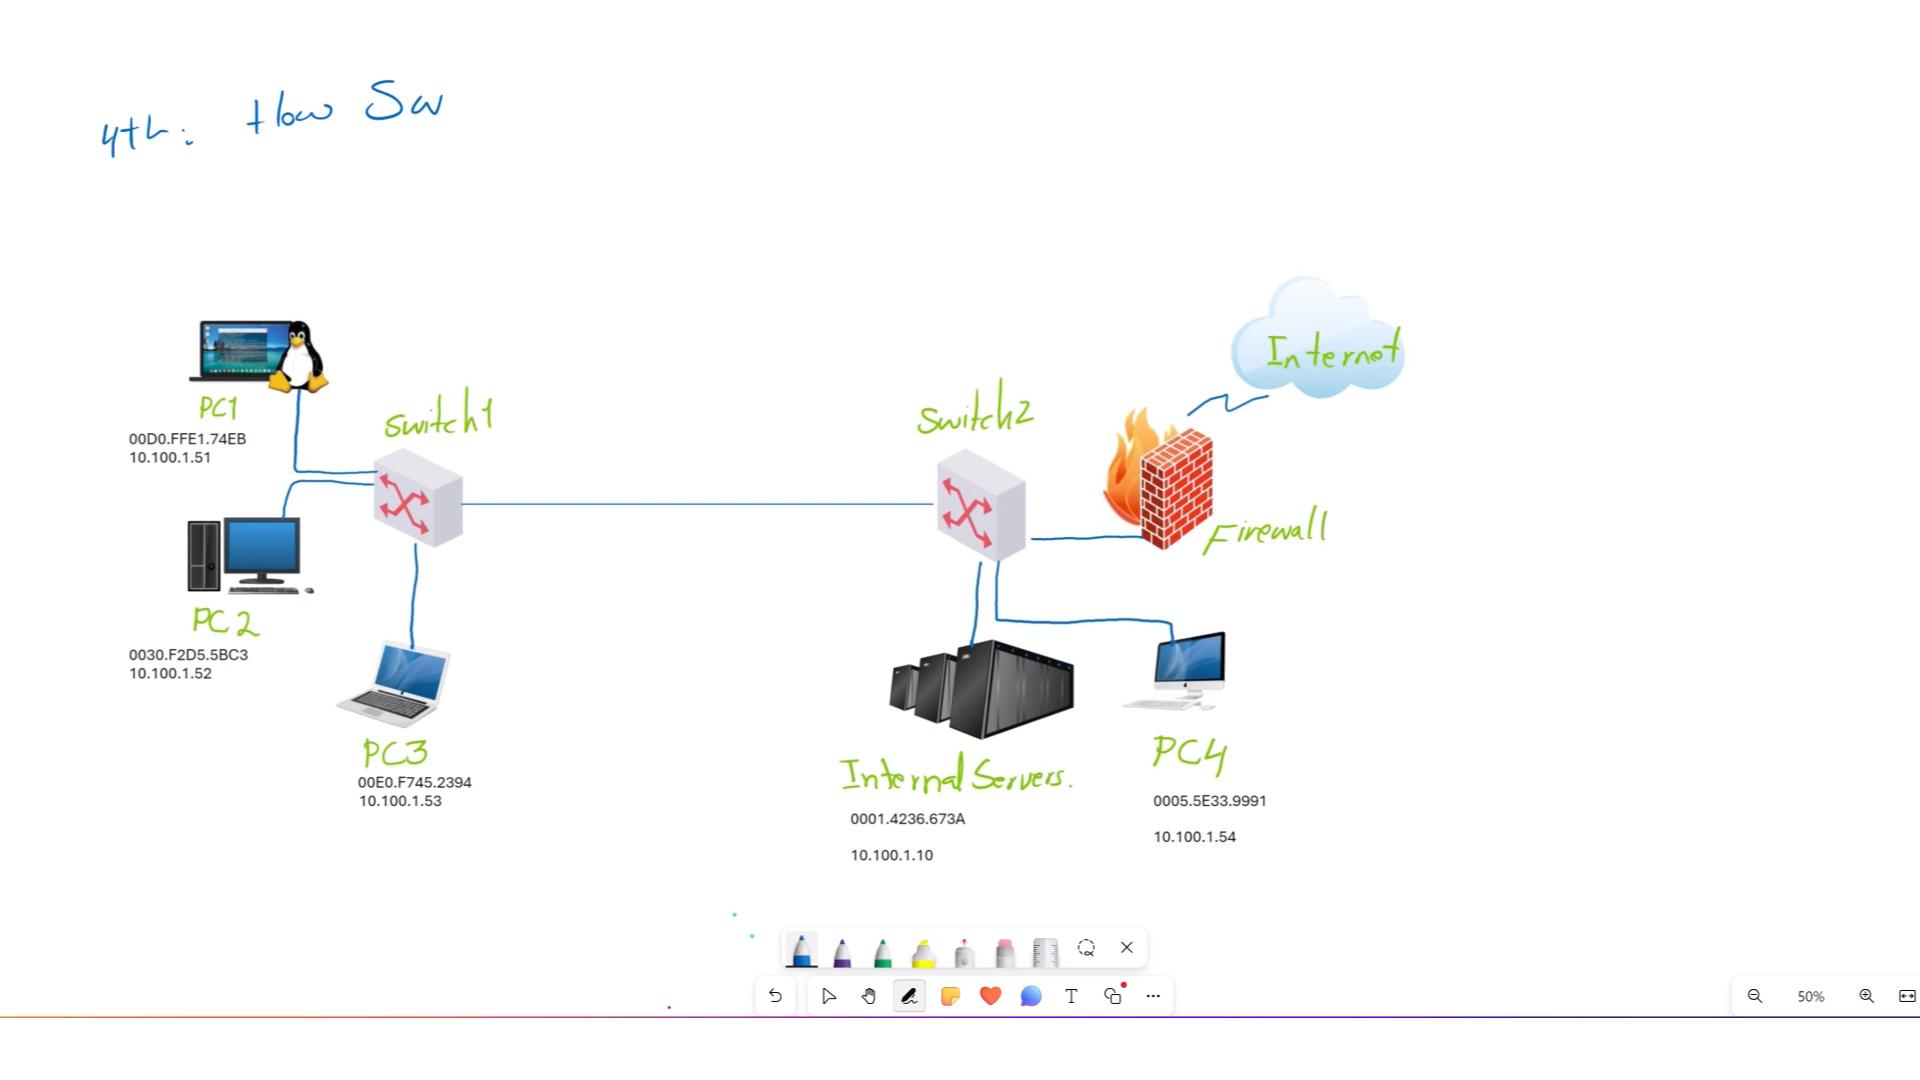 4th: How Sw
Internet
PC1
00D0.FFE1.74EB
10.100.1.51
Switch1
Switch2
Firewall
PC2
0030.F2D5.5BC3
10.100.1.52
PC3
00E0.F745.2394
10.100.1.53
Internal Servers.
0001.4236.673A
10.100.1.10
PC4
0005.5E33.9991
10.100.1.54
T
50%